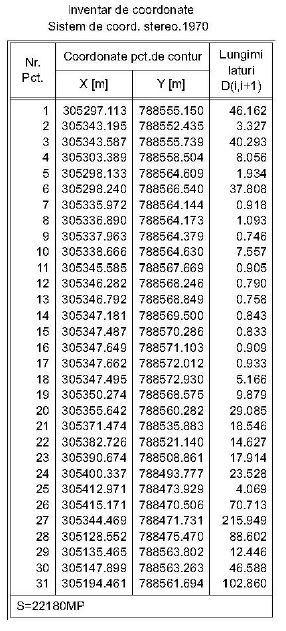 Inventar de coordonate
Sistem de coord. stereo.1970
Nr. Pct. Coordonate pct.de contur Lungimi laturi D(i,i+1)
X [m] Y [m]
1 305297.113 788555.150 46.162
2 305343.195 788552.435 3.327
3 305343.587 788555.739 40.293
4 305303.389 788558.504 8.056
5 305298.133 788564.609 1.934
6 305298.240 788566.540 37.808
7 305335.972 788564.144 0.918
8 305336.890 788564.173 1.093
9 305337.963 788564.379 0.746
10 305338.666 788564.630 7.557
11 305345.585 788567.669 0.905
12 305346.282 788568.246 0.790
13 305346.792 788568.849 0.758
14 305347.181 788569.500 0.843
15 305347.487 788570.286 0.833
16 305347.649 788571.103 0.909
17 305347.662 788572.012 0.933
18 305347.495 788572.930 5.166
19 305350.274 788568.575 9.879
20 305355.642 788560.282 29.085
21 305371.474 788535.883 18.546
22 305382.726 788521.140 14.627
23 305390.674 788508.861 17.914
24 305400.337 788493.777 23.528
25 305412.971 788473.929 4.069
26 305415.171 788470.506 70.713
27 305344.469 788471.731 215.949
28 305128.552 788475.470 88.602
29 305135.465 788563.802 12.446
30 305147.899 788563.263 46.588
31 305194.461 788561.694 102.860
S=22180MP